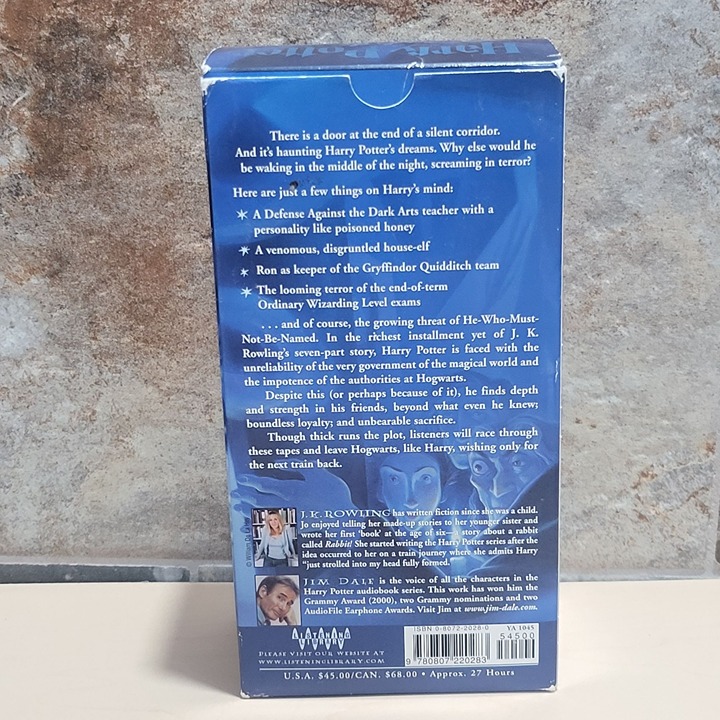 Harry Potter
There is a door at the end of a silent corridor.
And it's haunting Harry Potter's dreams. Why else would he
be waking in the middle of the night, screaming in terror?
Here are just a few things on Harry's mind:
A Defense Against the Dark Arts teacher with a
personality like poisoned honey
A venomous, disgruntled house-elf
Ron as keeper of the Gryffindor Quidditch team
The looming terror of the end-of-term
Ordinary Wizarding Level exams
. . . and of course, the growing threat of He-Who-Must-
Not-Be-Named. In the richest installment yet of J. K.
Rowling's seven-part story, Harry Potter is faced with the
unreliability of the very government of the magical world and
the impotence of the authorities at Hogwarts.
Despite this (or perhaps because of it), he finds depth
and strength in his friends, beyond what even he knew;
boundless loyalty; and unbearable sacrifice.
Though thick runs the plot, listeners will race through
these tapes and leave Hogwarts, like Harry, wishing only for
the next train back.
J.K. ROWLING has written fiction since she was a child.
Jo enjoyed telling her made-up stories to her younger sister and
wrote her first 'book' at the age of six—a story about a rabbit
called Rabbit! She started writing the Harry Potter series after the
idea occurred to her on a train journey where she admits Harry
"just strolled into my head fully formed."
JIM DALE is the voice of all the characters in the
Harry Potter audiobook series. This work has won him the
Grammy Award (2000), two Grammy nominations and two
AudioFile Earphone Awards. Visit Jim at www.jim-dale.com.
LISTENING
LIBRARY
PLEASE VISIT OUR WEBSITE AT
WWW.LISTENINGLIBRARY.COM
ISBN 0-8072-2028-0 YA 1045
54500
9 780807 220283
U.S.A. $45.00/CAN. $68.00 • Approx. 27 Hours